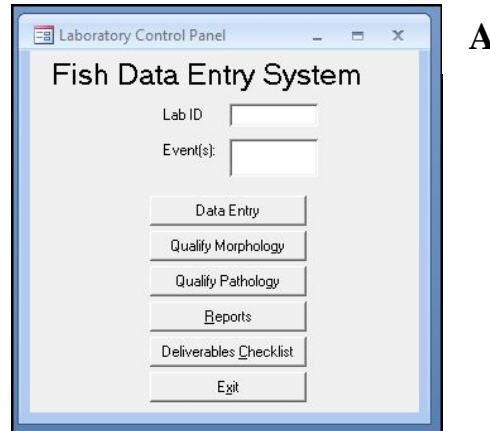 Laboratory Control Panel
A
Fish Data Entry System
Lab ID
Event(s):
Data Entry
Qualify Morphology
Qualify Pathology
Reports
Deliverables Checklist
Exit